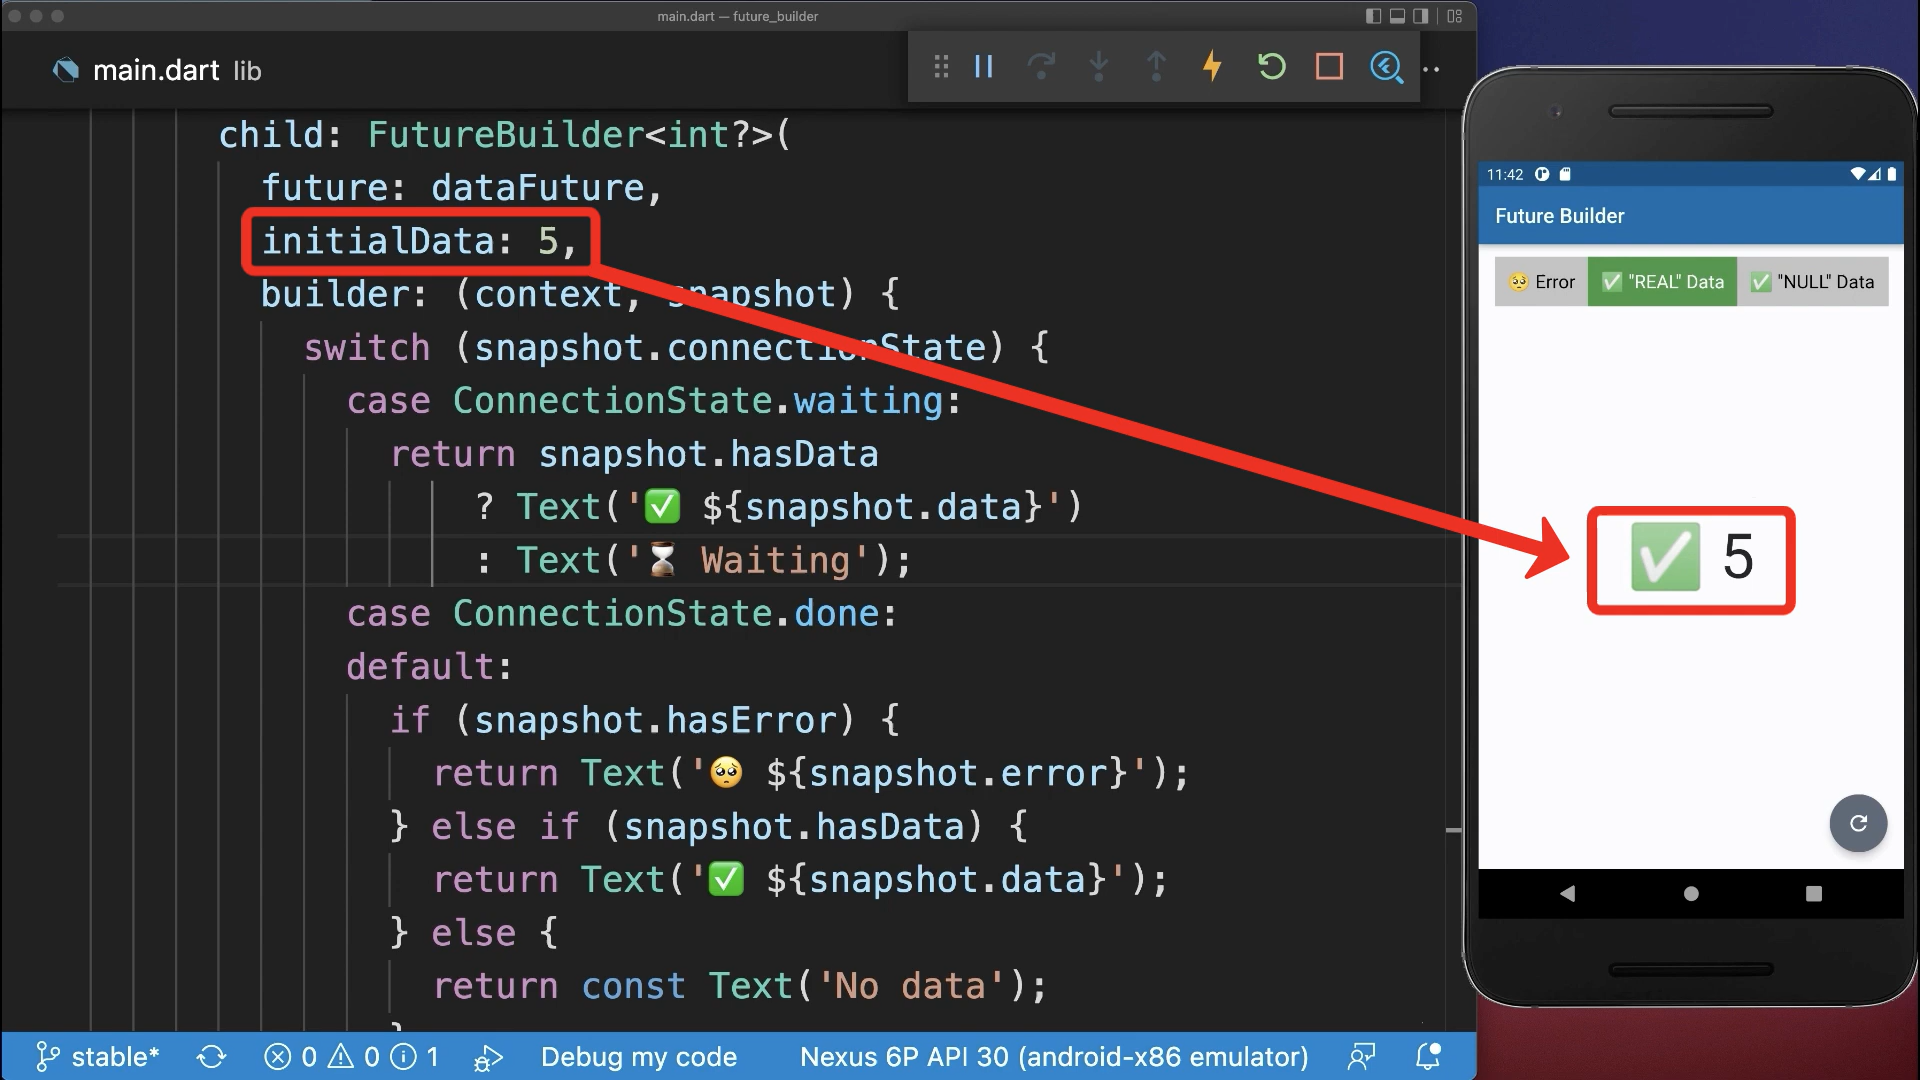 main.dart — future_builder
main.dart lib
child: FutureBuilder<int?>(
future: dataFuture,
initialData: 5,
builder: (context, snapshot) {
switch (snapshot.connectionState) {
case ConnectionState.waiting:
return snapshot.hasData
? Text('✅ ${snapshot.data}')
: Text('⏳ Waiting');
case ConnectionState.done:
default:
if (snapshot.hasError) {
return Text('🥺 ${snapshot.error}');
} else if (snapshot.hasData) {
return Text('✅ ${snapshot.data}');
} else {
return const Text('No data');
}
stable* 0 0 1 Debug my code Nexus 6P API 30 (android-x86 emulator)
11:42
Future Builder
🥺 Error ✅ "REAL" Data ✅ "NULL" Data
✅ 5